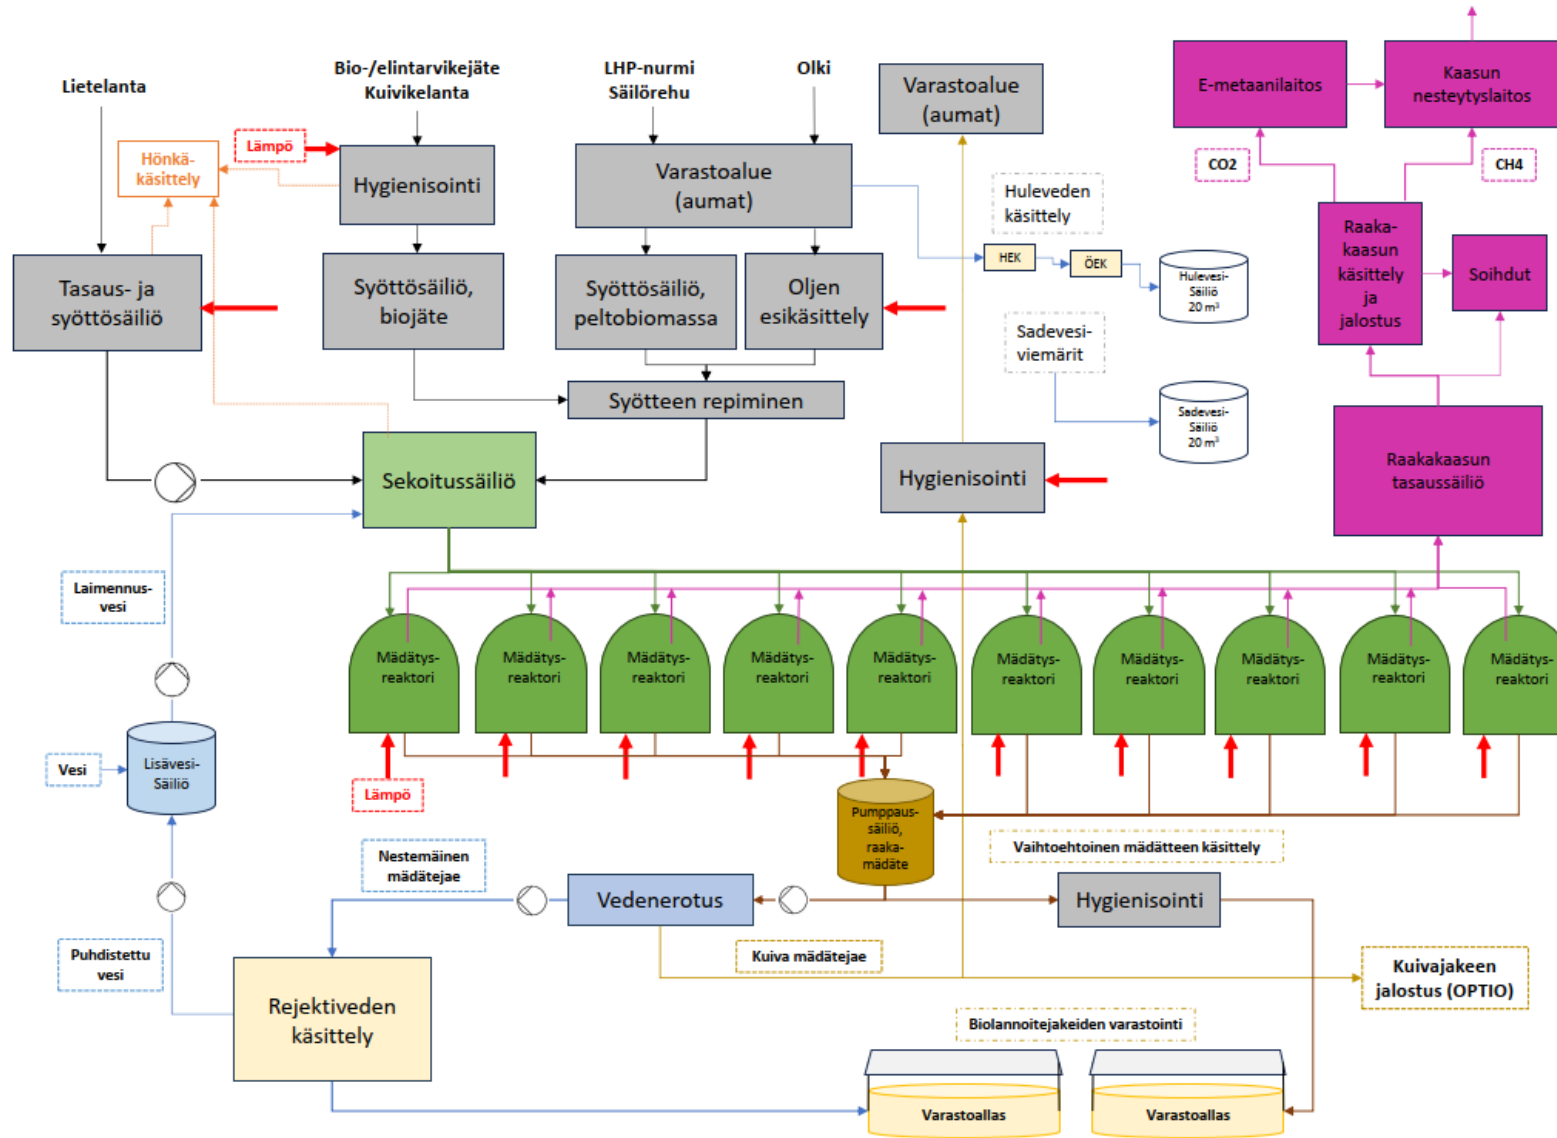 Lietelanta
Bio-/elintarvikejäte
Kuivikelanta
LHP-nurmi
Säilörehu
Olki
Varastoalue
(aumat)
E-metaanilaitos
Kaasun
nesteytyslaitos
Hönkä-
käsittely
Lämpö
Hygienisointi
Varastoalue
(aumat)
CO2
CH4
Huleveden
käsittely
HEK
ÖEK
Hulevesi-
Säiliö
20 m³
Raaka-
kaasun
käsittely
ja
jalostus
Soihdut
Tasaus- ja
syöttösäiliö
Syöttösäiliö,
biojäte
Syöttösäiliö,
peltobiomassa
Oljen
esikäsittely
Sadevesi-
viemärit
Sadevesi-
Säiliö
20 m³
Syötteen repiminen
Sekoitussäiliö
Hygienisointi
Raakakaasun
tasaussäiliö
Laimennus-
vesi
Mädätys-
reaktori
Mädätys-
reaktori
Mädätys-
reaktori
Mädätys-
reaktori
Mädätys-
reaktori
Mädätys-
reaktori
Mädätys-
reaktori
Mädätys-
reaktori
Mädätys-
reaktori
Mädätys-
reaktori
Vesi
Lisävesi-
Säiliö
Lämpö
Pumppaus-
säiliö,
raaka-
mädäte
Vaihtoehtoinen mädätteen käsittely
Nestemäinen
mädätejae
Vedenerotus
Hygienisointi
Puhdistettu
vesi
Kuiva mädätejae
Kuivajakeen
jalostus (OPTIO)
Rejektiveden
käsittely
Biolannoitejakeiden varastointi
Varastoallas
Varastoallas